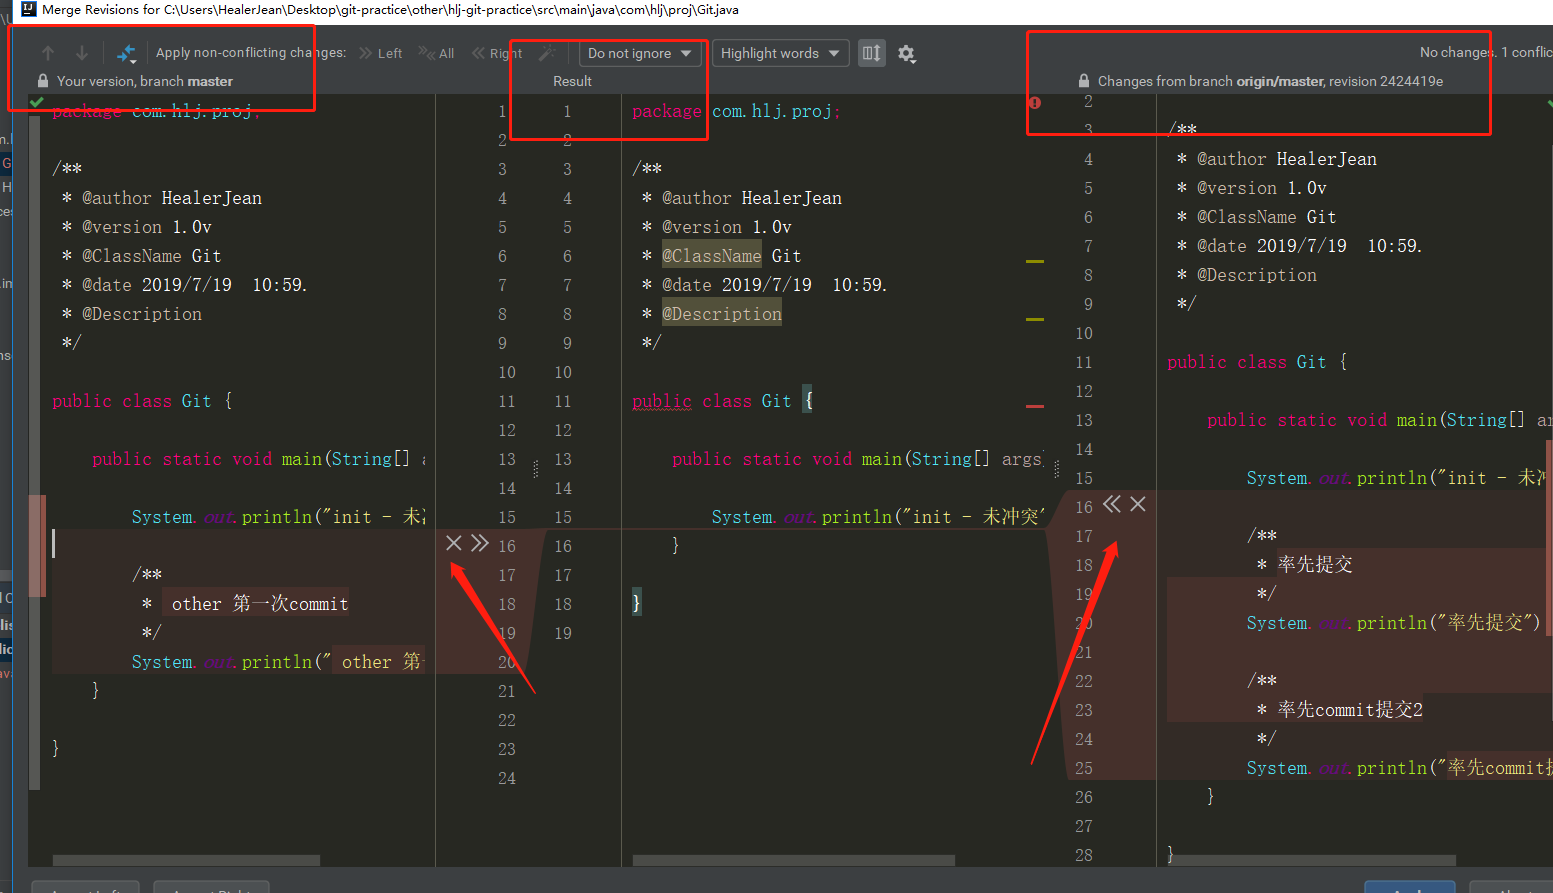 Merge Revisions for C:\Users\HealerJean\Desktop\git-practice\other\hlj-git-practice\src\main\java\com\hlj\proj\Git.java
Apply non-conflicting changes: Left All Right Do not ignore Highlight words No changes. 1 conflic
Your version, branch master
Result
Changes from branch origin/master, revision 2424419e
package com.hlj.proj; 1
2
/** 3
* @author HealerJean 4
* @version 1.0v 5
* @ClassName Git 6
* @date 2019/7/19 10:59. 7
* @Description 8
*/ 9
10
public class Git { 11
12
public static void main(String[] a 13
14
System.out.println("init - 未冲 15
16
/** 17
* other 第一次commit 18
*/ 19
System.out.println(" other 第一 20
} 21
22
} 23
24
1 package com.hlj.proj;
2
3 /**
4 * @author HealerJean
5 * @version 1.0v
6 * @ClassName Git
7 * @date 2019/7/19 10:59.
8 * @Description
9 */
10
11 public class Git {
12
13 public static void main(String[] args)
14
15 System.out.println("init - 未冲突"
16 }
17
18 }
19
2
3 /**
4 * @author HealerJean
5 * @version 1.0v
6 * @ClassName Git
7 * @date 2019/7/19 10:59.
8 * @Description
9 */
10
11 public class Git {
12
13 public static void main(String[] ar
14
15 System.out.println("init - 未冲
16
17 /**
18 * 率先提交
19 */
20 System.out.println("率先提交")
21
22 /**
23 * 率先commit提交2
24 */
25 System.out.println("率先commit提
26 }
27
28 }